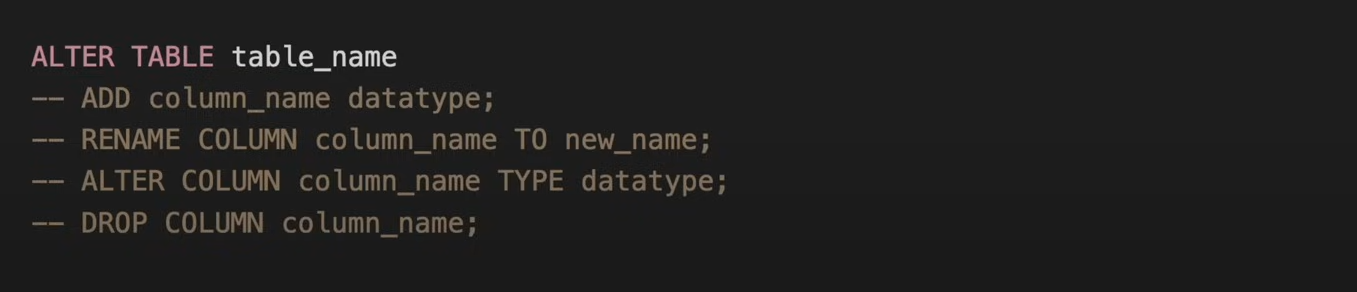 ALTER TABLE table_name
-- ADD column_name datatype;
-- RENAME COLUMN column_name TO new_name;
-- ALTER COLUMN column_name TYPE datatype;
-- DROP COLUMN column_name;